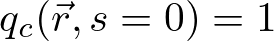 $q_c(\vec{r}, s = 0) = 1$